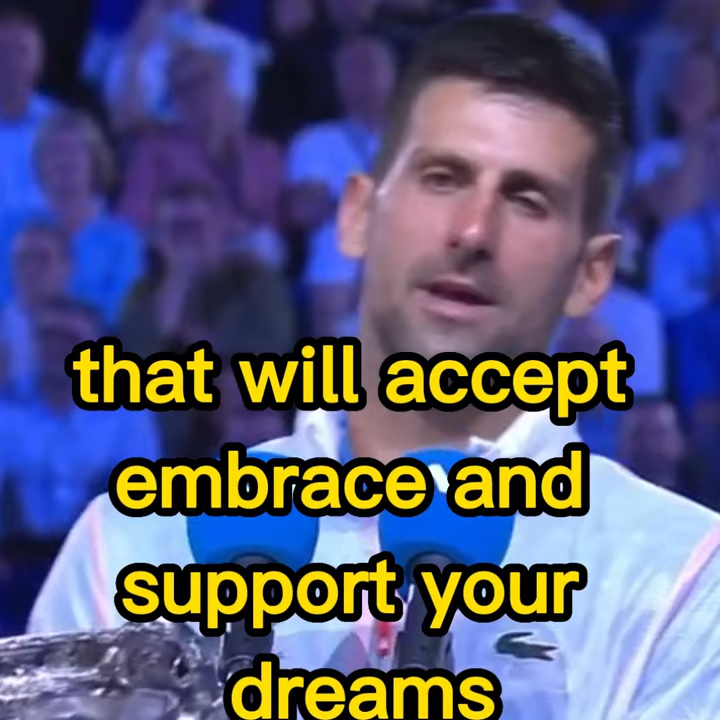 that will accept
embrace and
support your
dreams